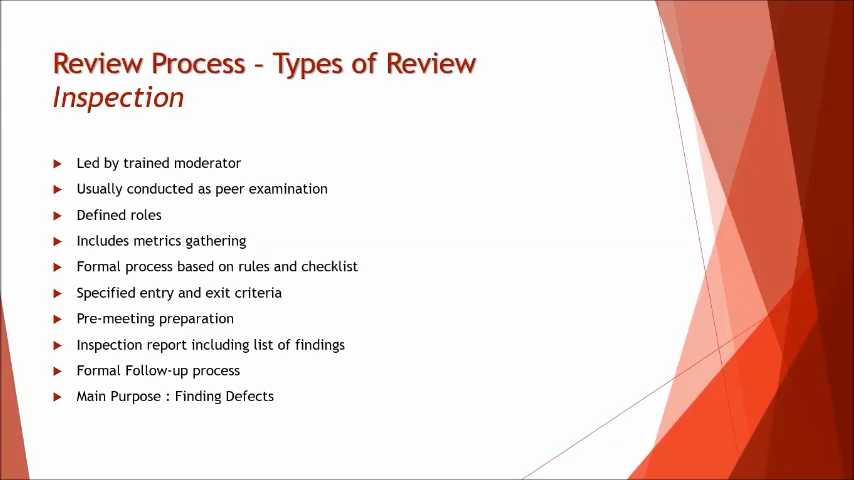 Review Process – Types of Review
Inspection
Led by trained moderator
Usually conducted as peer examination
Defined roles
Includes metrics gathering
Formal process based on rules and checklist
Specified entry and exit criteria
Pre-meeting preparation
Inspection report including list of findings
Formal Follow-up process
Main Purpose : Finding Defects